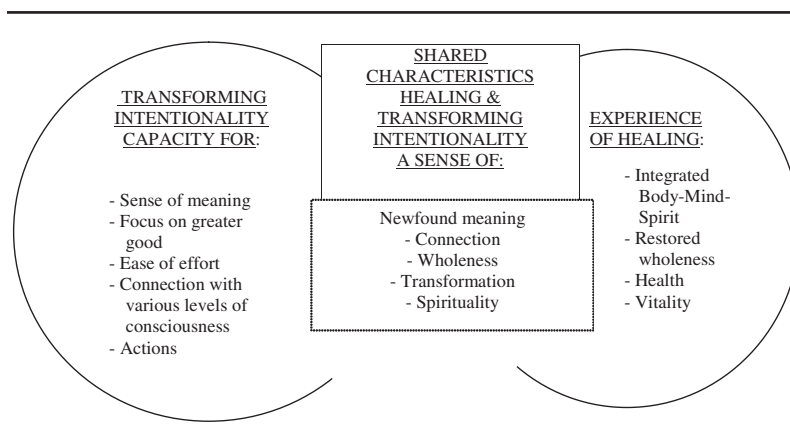 TRANSFORMING
INTENTIONALITY
CAPACITY FOR:
- Sense of meaning
- Focus on greater
good
- Ease of effort
- Connection with
various levels of
consciousness
- Actions
SHARED
CHARACTERISTICS
HEALING &
TRANSFORMING
INTENTIONALITY
A SENSE OF:
Newfound meaning
- Connection
- Wholeness
- Transformation
- Spirituality
EXPERIENCE
OF HEALING:
- Integrated
Body-Mind-
Spirit
- Restored
wholeness
- Health
- Vitality